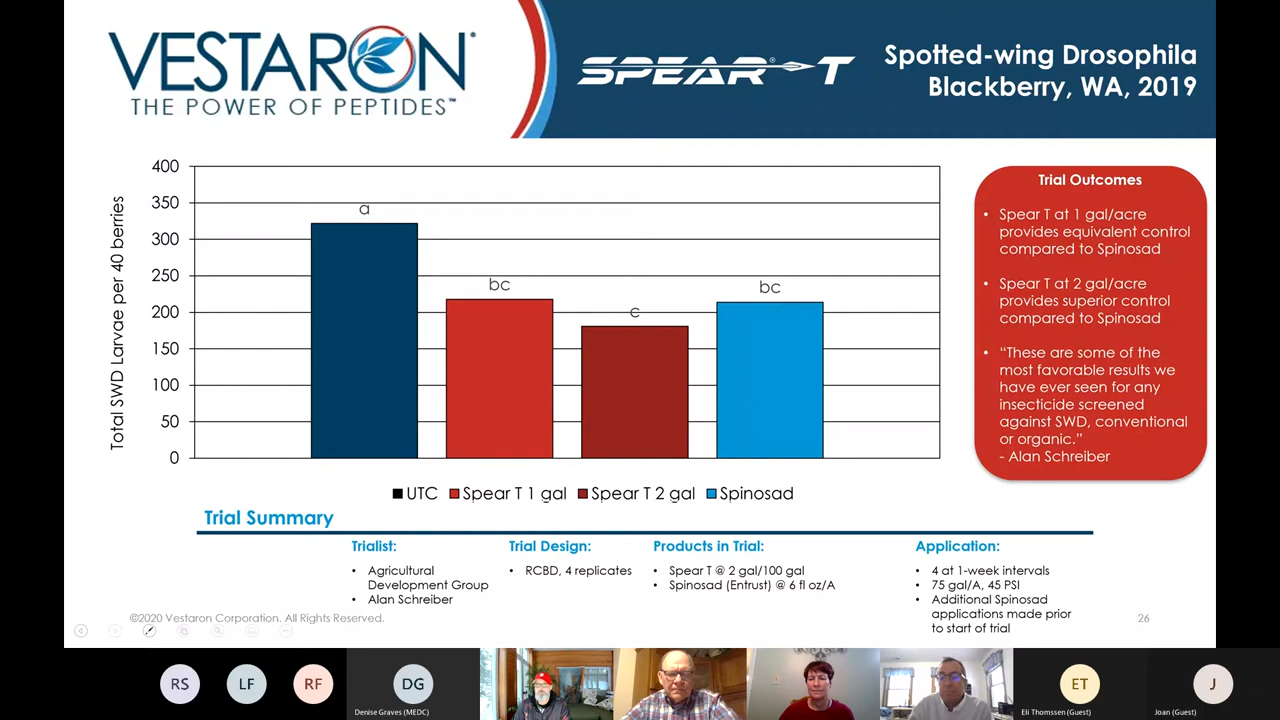 VESTARON®
THE POWER OF PEPTIDES™
SPEAR® T
Spotted-wing Drosophila
Blackberry, WA, 2019
Total SWD Larvae per 40 berries
400
350
300
250
200
150
100
50
0
a
bc
c
bc
UTC Spear T 1 gal Spear T 2 gal Spinosad
Trial Outcomes
• Spear T at 1 gal/acre
provides equivalent control
compared to Spinosad
• Spear T at 2 gal/acre
provides superior control
compared to Spinosad
• “These are some of the
most favorable results we
have ever seen for any
insecticide screened
against SWD, conventional
or organic.”
- Alan Schreiber
Trial Summary
Trialist:
• Agricultural
Development Group
• Alan Schreiber
Trial Design:
• RCBD, 4 replicates
Products in Trial:
• Spear T @ 2 gal/100 gal
• Spinosad (Entrust) @ 6 fl oz/A
Application:
• 4 at 1-week intervals
• 75 gal/A, 45 PSI
• Additional Spinosad
applications made prior
to start of trial
©2020 Vestaron Corporation. All Rights Reserved.
26
RS
LF
RF
DG
Denise Graves (MEDC)
ET
Eli Thomssen (Guest)
J
Joan (Guest)